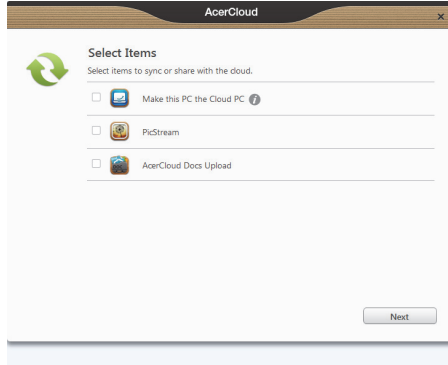 AcerCloud
x
Select Items
Select items to sync or share with the cloud.
Make this PC the Cloud PC i
PicStream
AcerCloud Docs Upload
Next